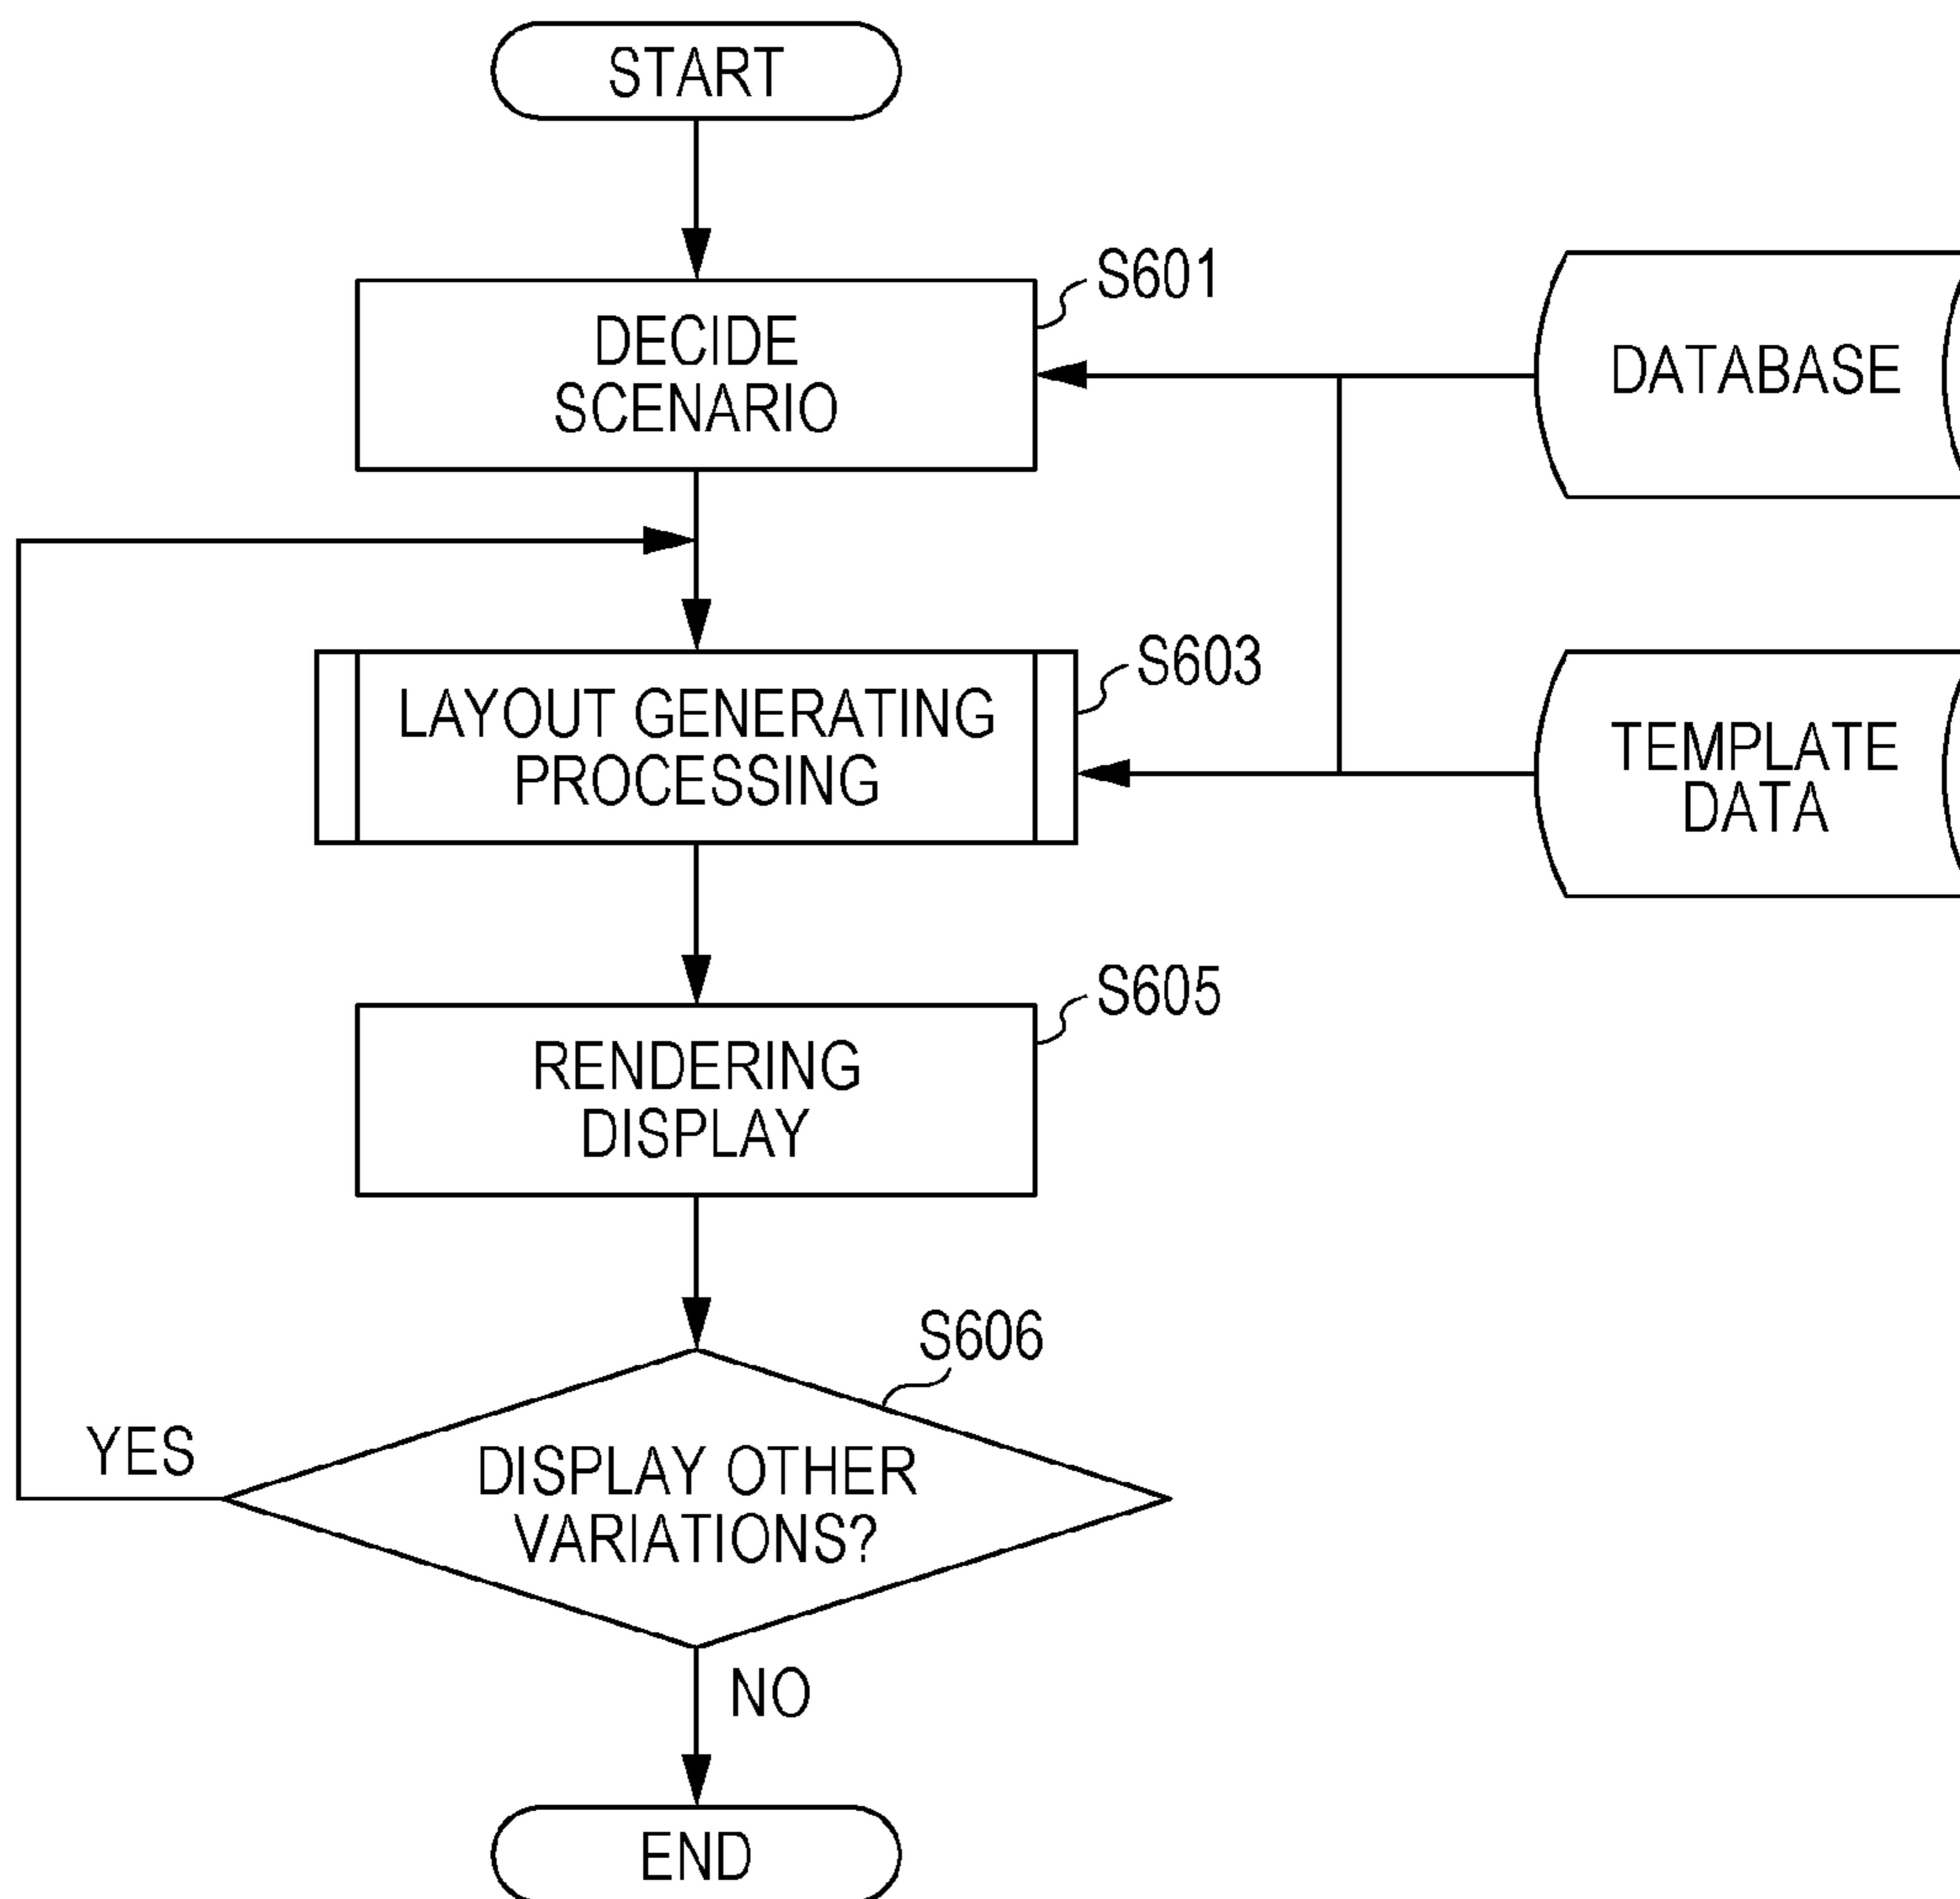 START
S601
DECIDE
SCENARIO
DATABASE
S603
LAYOUT GENERATING
PROCESSING
TEMPLATE
DATA
S605
RENDERING
DISPLAY
S606
YES
DISPLAY OTHER
VARIATIONS?
NO
END